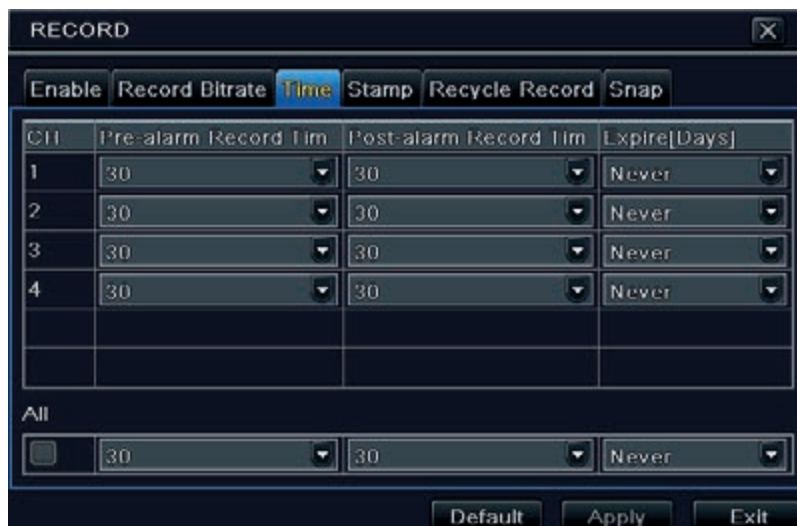 RECORD
Enable Record Bitrate Time Stamp Recycle Record Snap
CH Pre-alarm Record Tim Post-alarm Record Tim Expire[Days]
1 30 30 Never
2 30 30 Never
3 30 30 Never
4 30 30 Never
All
30 30 Never
Default Apply Exit